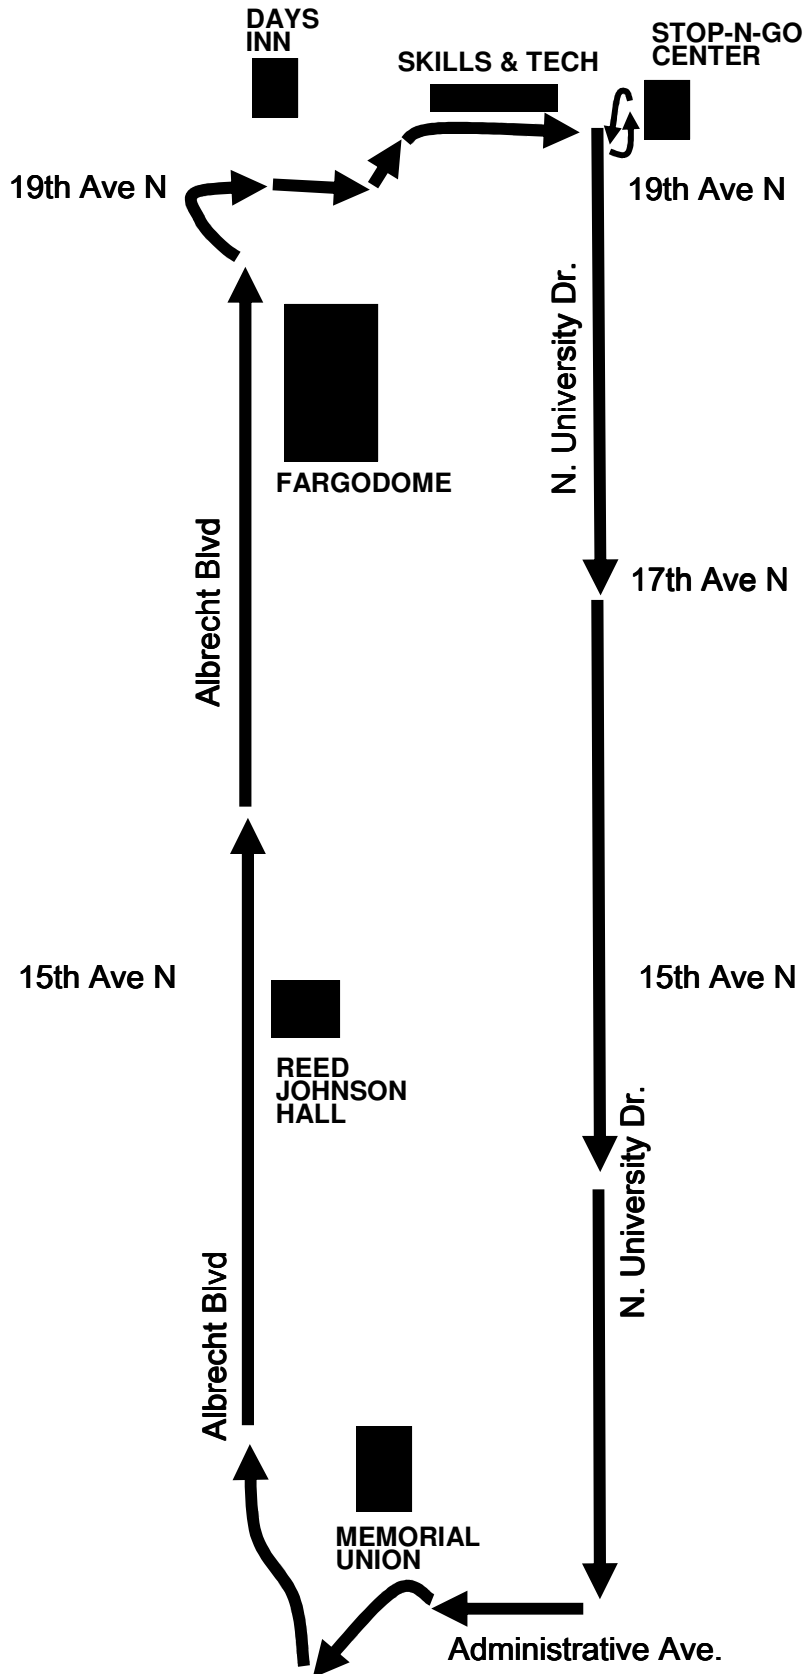 DAYS
INN
SKILLS & TECH
STOP-N-GO
CENTER
19th Ave N
19th Ave N
N. University Dr.
FARGODOME
Albrecht Blvd
17th Ave N
15th Ave N
15th Ave N
REED
JOHNSON
HALL
N. University Dr.
Albrecht Blvd
MEMORIAL
UNION
Administrative Ave.